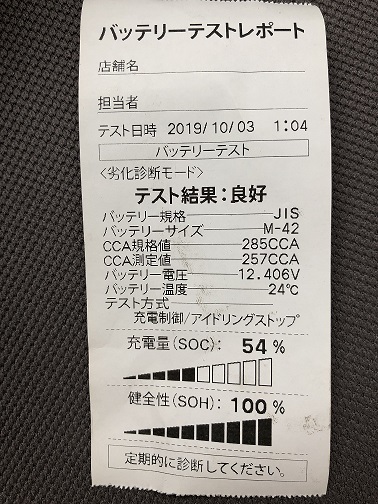 バッテリーテストレポート
店舗名
担当者
テスト日時 2019/10/03 1:04
バッテリーテスト
<劣化診断モード>
テスト結果:良好
バッテリー規格 JIS
バッテリーサイズ M-42
CCA規格値 285CCA
CCA測定値 257CCA
バッテリー電圧 12.406V
バッテリー温度 24℃
テスト方式
充電制御/アイドリングストップ
充電量(SOC): 54 %
健全性(SOH): 100 %
定期的に診断してください。